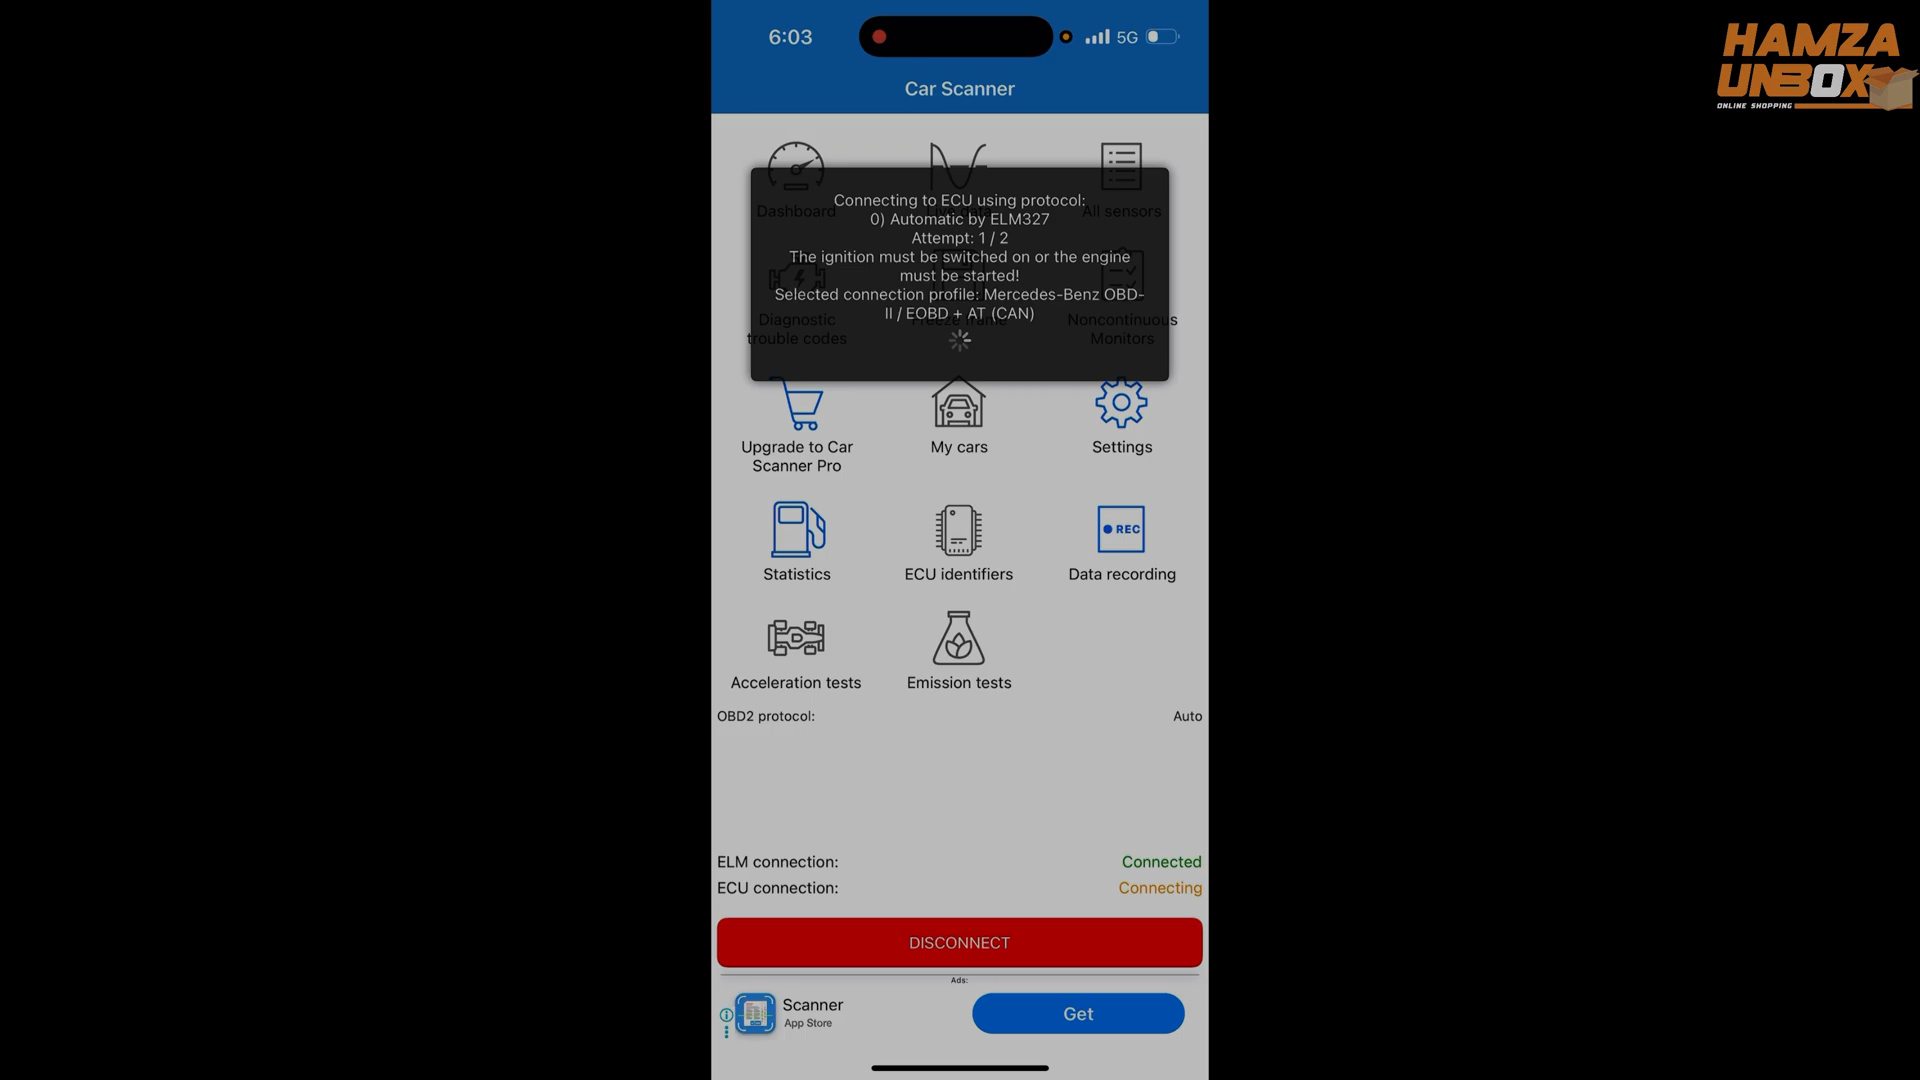 6:03
5G
HAMZA
UNBOX
ONLINE SHOPPING
Car Scanner
Dashboard
Live data
All sensors
Connecting to ECU using protocol:
0) Automatic by ELM327
Attempt: 1 / 2
The ignition must be switched on or the engine
must be started!
Selected connection profile: Mercedes-Benz OBD-
II / EOBD + AT (CAN)
Diagnostic
trouble codes
Freeze frame
Noncontinuous
Monitors
Upgrade to Car
Scanner Pro
My cars
Settings
REC
Statistics
ECU identifiers
Data recording
Acceleration tests
Emission tests
OBD2 protocol:
Auto
ELM connection:
Connected
ECU connection:
Connecting
DISCONNECT
Ads:
Scanner
App Store
Get